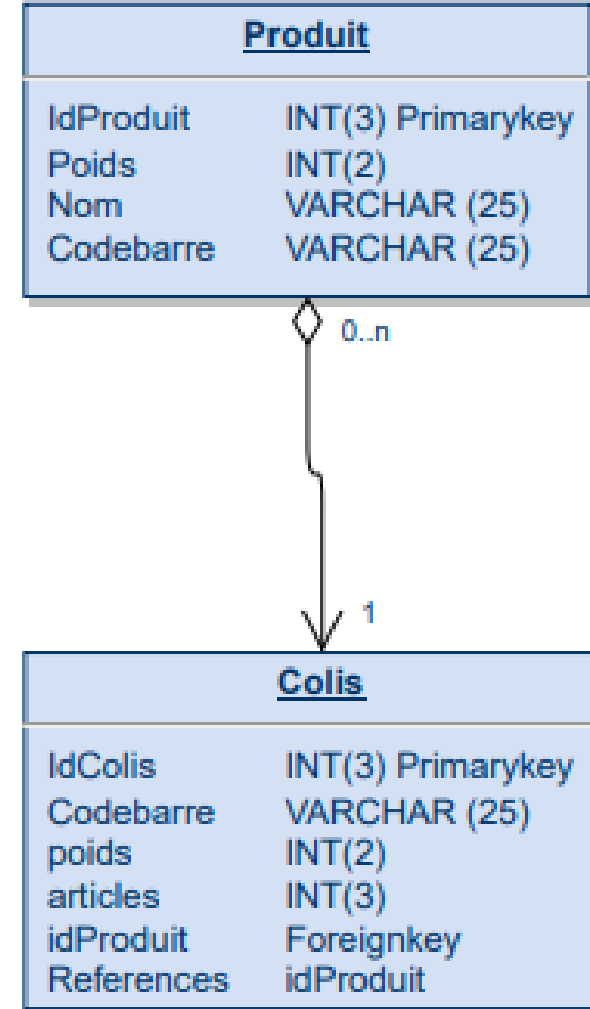 Produit
IdProduit INT(3) Primarykey
Poids INT(2)
Nom VARCHAR (25)
Codebarre VARCHAR (25)
0..n
1
Colis
IdColis INT(3) Primarykey
Codebarre VARCHAR (25)
poids INT(2)
articles INT(3)
idProduit Foreignkey
References idProduit